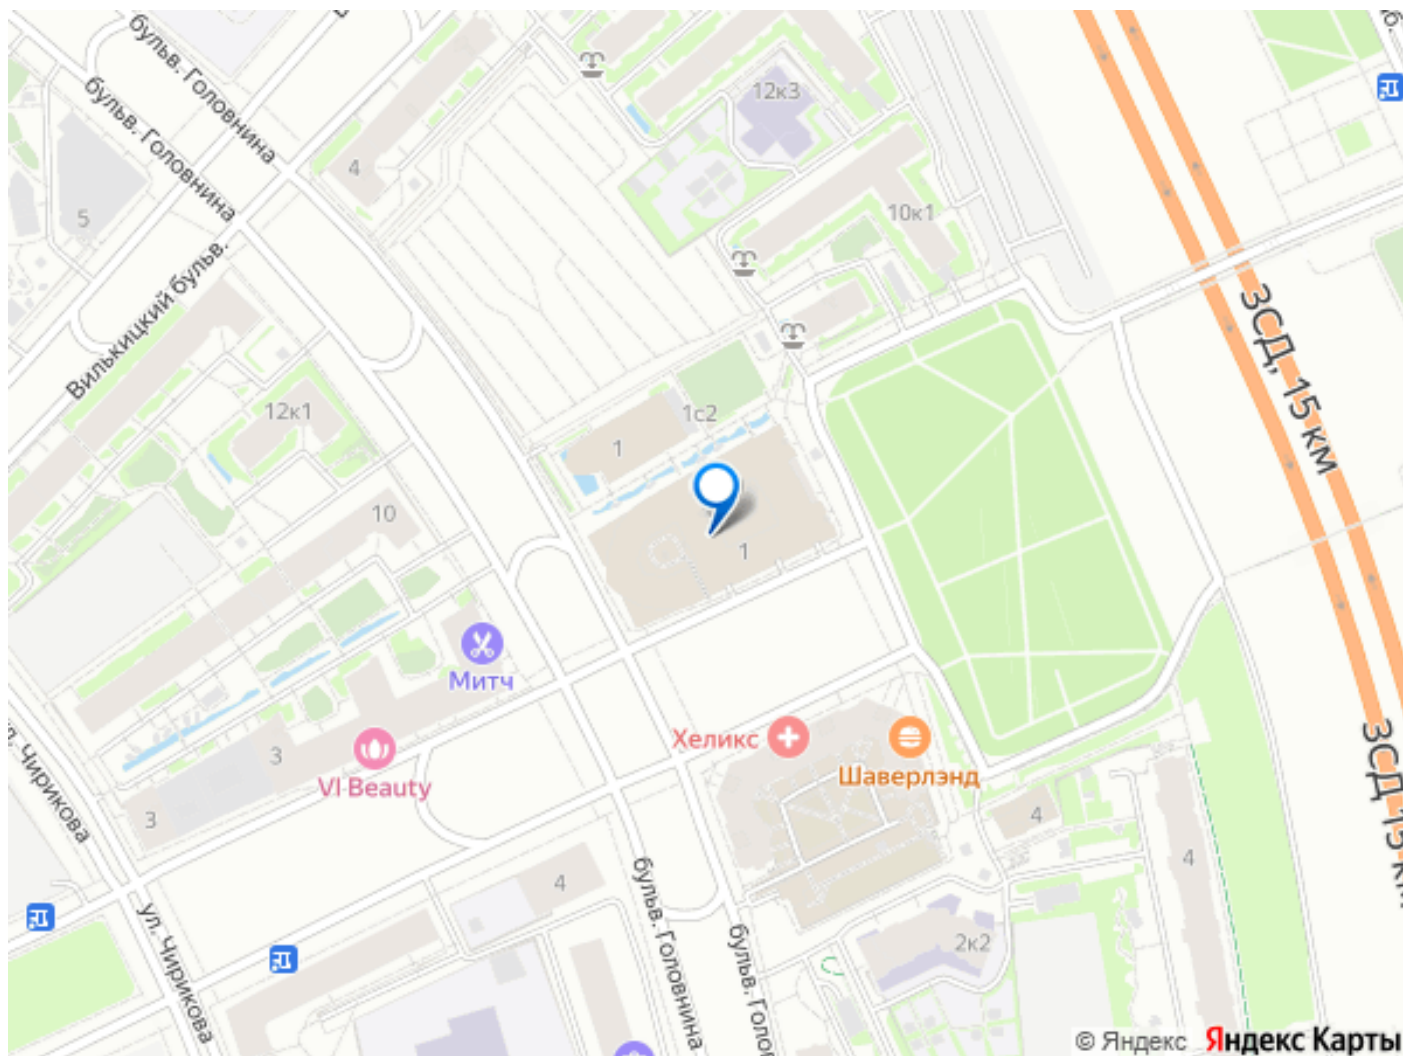 бульв. Головнина
бульв. Головнина
12к3
4
5
10к1
Вилькицкий бульв.
ЗСД, 15 км
12к1
1с2
1
10
1
Митч
Хеликс
VI Beauty
Шаверлэнд
3
3
Чирикова
4
4
4
ЗСД 15 км
ул. Чирикова
бульв. Головнина
бульв. Голо
2к2
© Яндекс Яндекс Карты